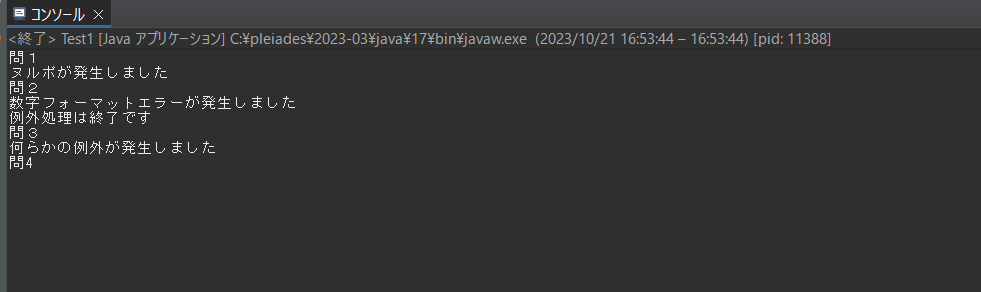 コンソール ×
<終了> Test1 [Java アプリケーション] C:¥pleiades¥2023-03¥java¥17¥bin¥javaw.exe  (2023/10/21 16:53:44 – 16:53:44) [pid: 11388]
問１
ヌルポが発生しました
問２
数字フォーマットエラーが発生しました
例外処理は終了です
問３
何らかの例外が発生しました
問4